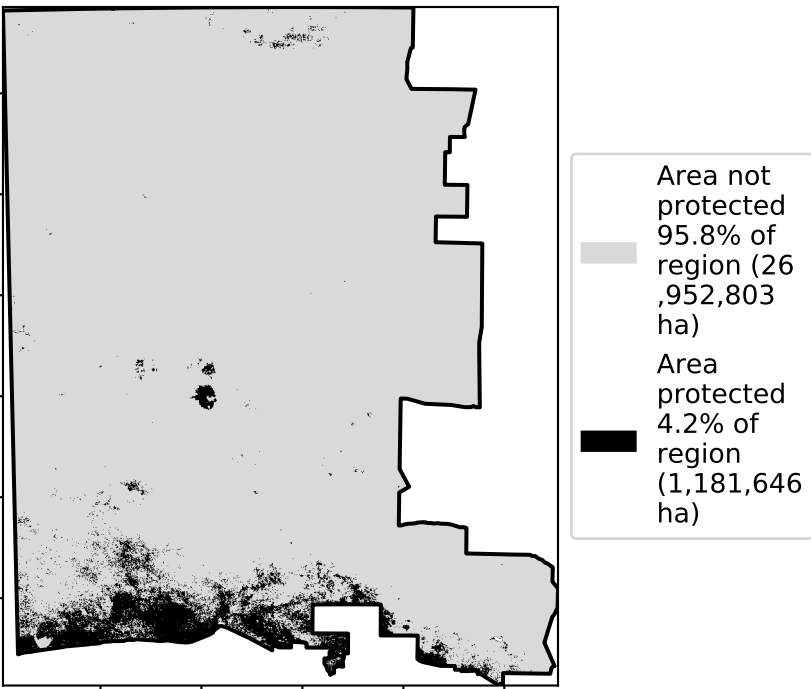 Area not
protected
95.8% of
region (26
,952,803
ha)
Area
protected
4.2% of
region
(1,181,646
ha)